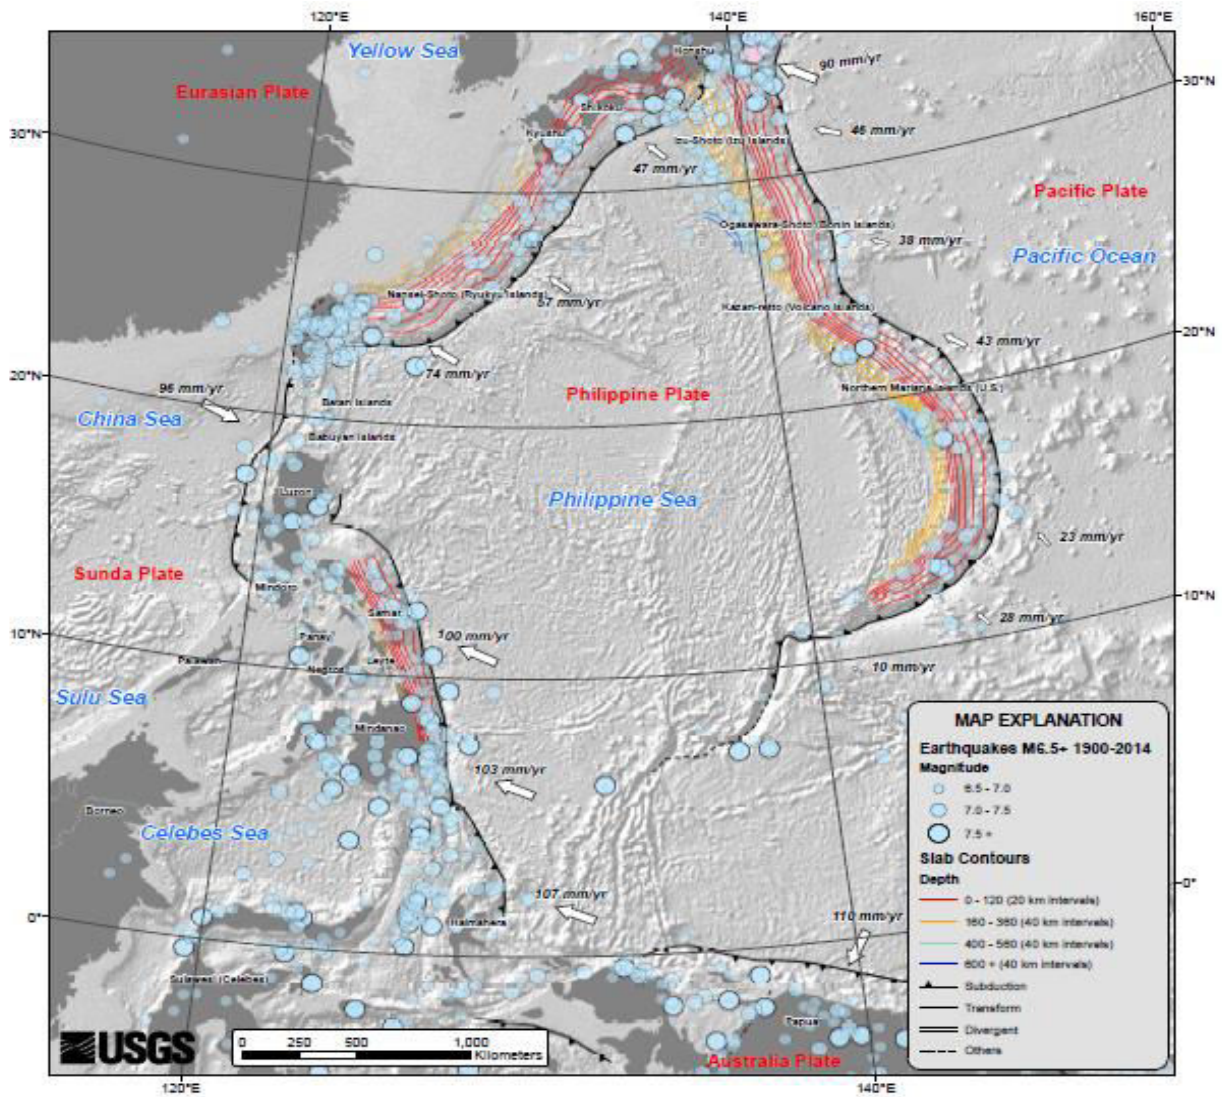 120°E
140°E
160°E
Yellow Sea
Honshu
90 mm/yr
30°N
Eurasian Plate
Shikoku
Kyushu
46 mm/yr
30°N
Izu-Shoto (Izu Islands)
47 mm/yr
Pacific Plate
Ogasawara-Shoto (Bonin Islands)
38 mm/yr
Pacific Ocean
Nansei-Shoto (Ryukyu Islands)
57 mm/yr
Kazan-retto (Volcano Islands)
20°N
43 mm/yr
20°N
74 mm/yr
96 mm/yr
Philippine Plate
Northern Mariana Islands (U.S.)
Batan Islands
China Sea
Babuyan Islands
Luzon
Philippine Sea
23 mm/yr
Sunda Plate
Mindoro
10°N
Samar
28 mm/yr
10°N
Panay
100 mm/yr
Palawan
Negros
Leyte
10 mm/yr
Sulu Sea
Mindanao
103 mm/yr
Borneo
Celebes Sea
107 mm/yr
110 mm/yr
0°
0°
Halmahera
Sulawesi (Celebes)
Papua
Australia Plate
MAP EXPLANATION
Earthquakes M6.5+ 1900-2014
Magnitude
6.5 - 7.0
7.0 - 7.5
7.5 +
Slab Contours
Depth
0 - 120 (20 km intervals)
160 - 360 (40 km intervals)
400 - 560 (40 km intervals)
600 + (40 km intervals)
Subduction
Transform
Divergent
Others
USGS
0 250 500 1,000
Kilometers
120°E
140°E